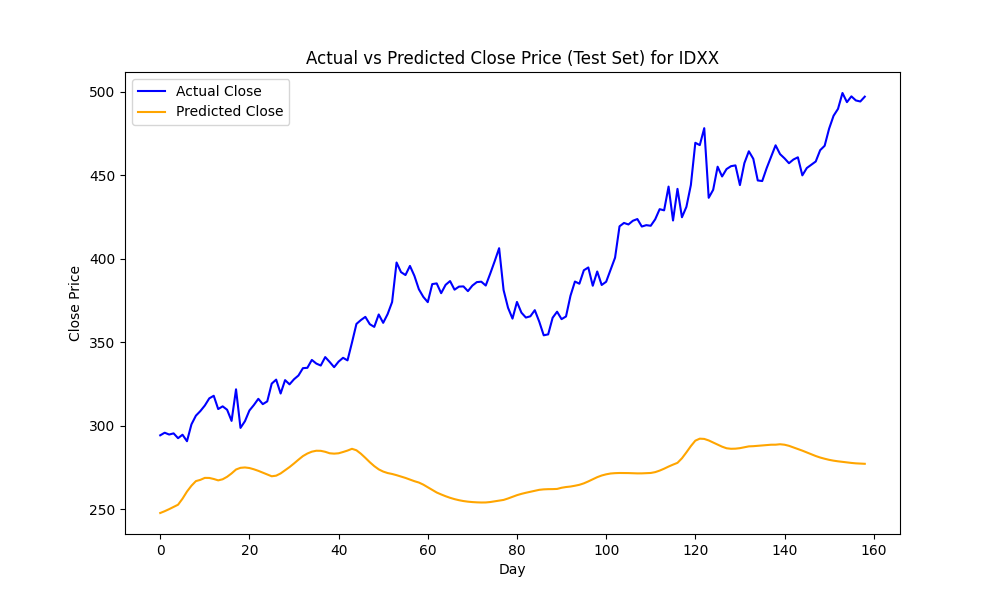 Actual vs Predicted Close Price (Test Set) for IDXX
Actual Close
Predicted Close
500
450
400
350
300
250
Close Price
0 20 40 60 80 100 120 140 160
Day